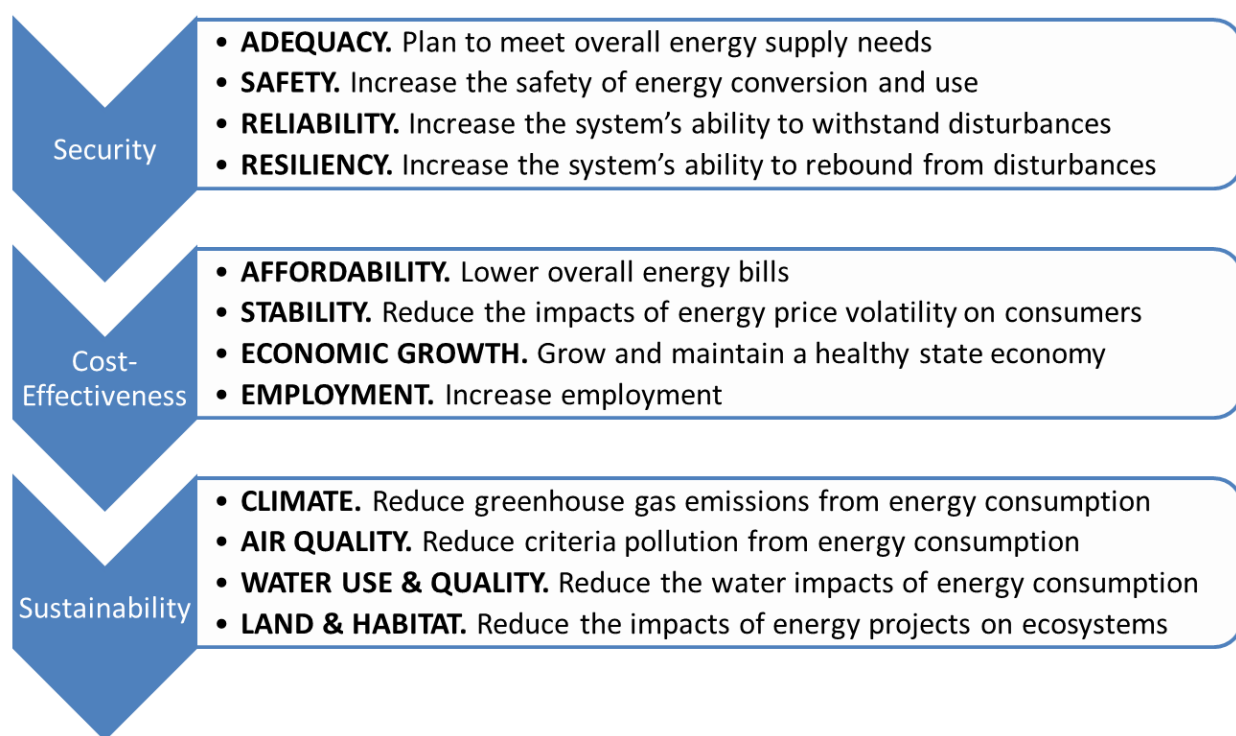 Security
• ADEQUACY. Plan to meet overall energy supply needs
• SAFETY. Increase the safety of energy conversion and use
• RELIABILITY. Increase the system’s ability to withstand disturbances
• RESILIENCY. Increase the system’s ability to rebound from disturbances
Cost-
Effectiveness
• AFFORDABILITY. Lower overall energy bills
• STABILITY. Reduce the impacts of energy price volatility on consumers
• ECONOMIC GROWTH. Grow and maintain a healthy state economy
• EMPLOYMENT. Increase employment
Sustainability
• CLIMATE. Reduce greenhouse gas emissions from energy consumption
• AIR QUALITY. Reduce criteria pollution from energy consumption
• WATER USE & QUALITY. Reduce the water impacts of energy consumption
• LAND & HABITAT. Reduce the impacts of energy projects on ecosystems